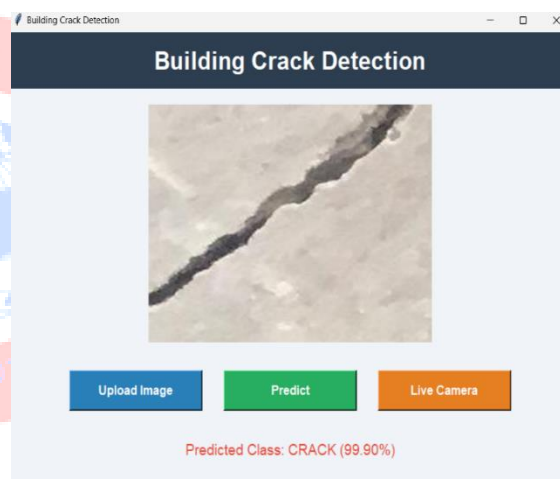 Building Crack Detection
Building Crack Detection
Upload Image
Predict
Live Camera
Predicted Class: CRACK (99.90%)